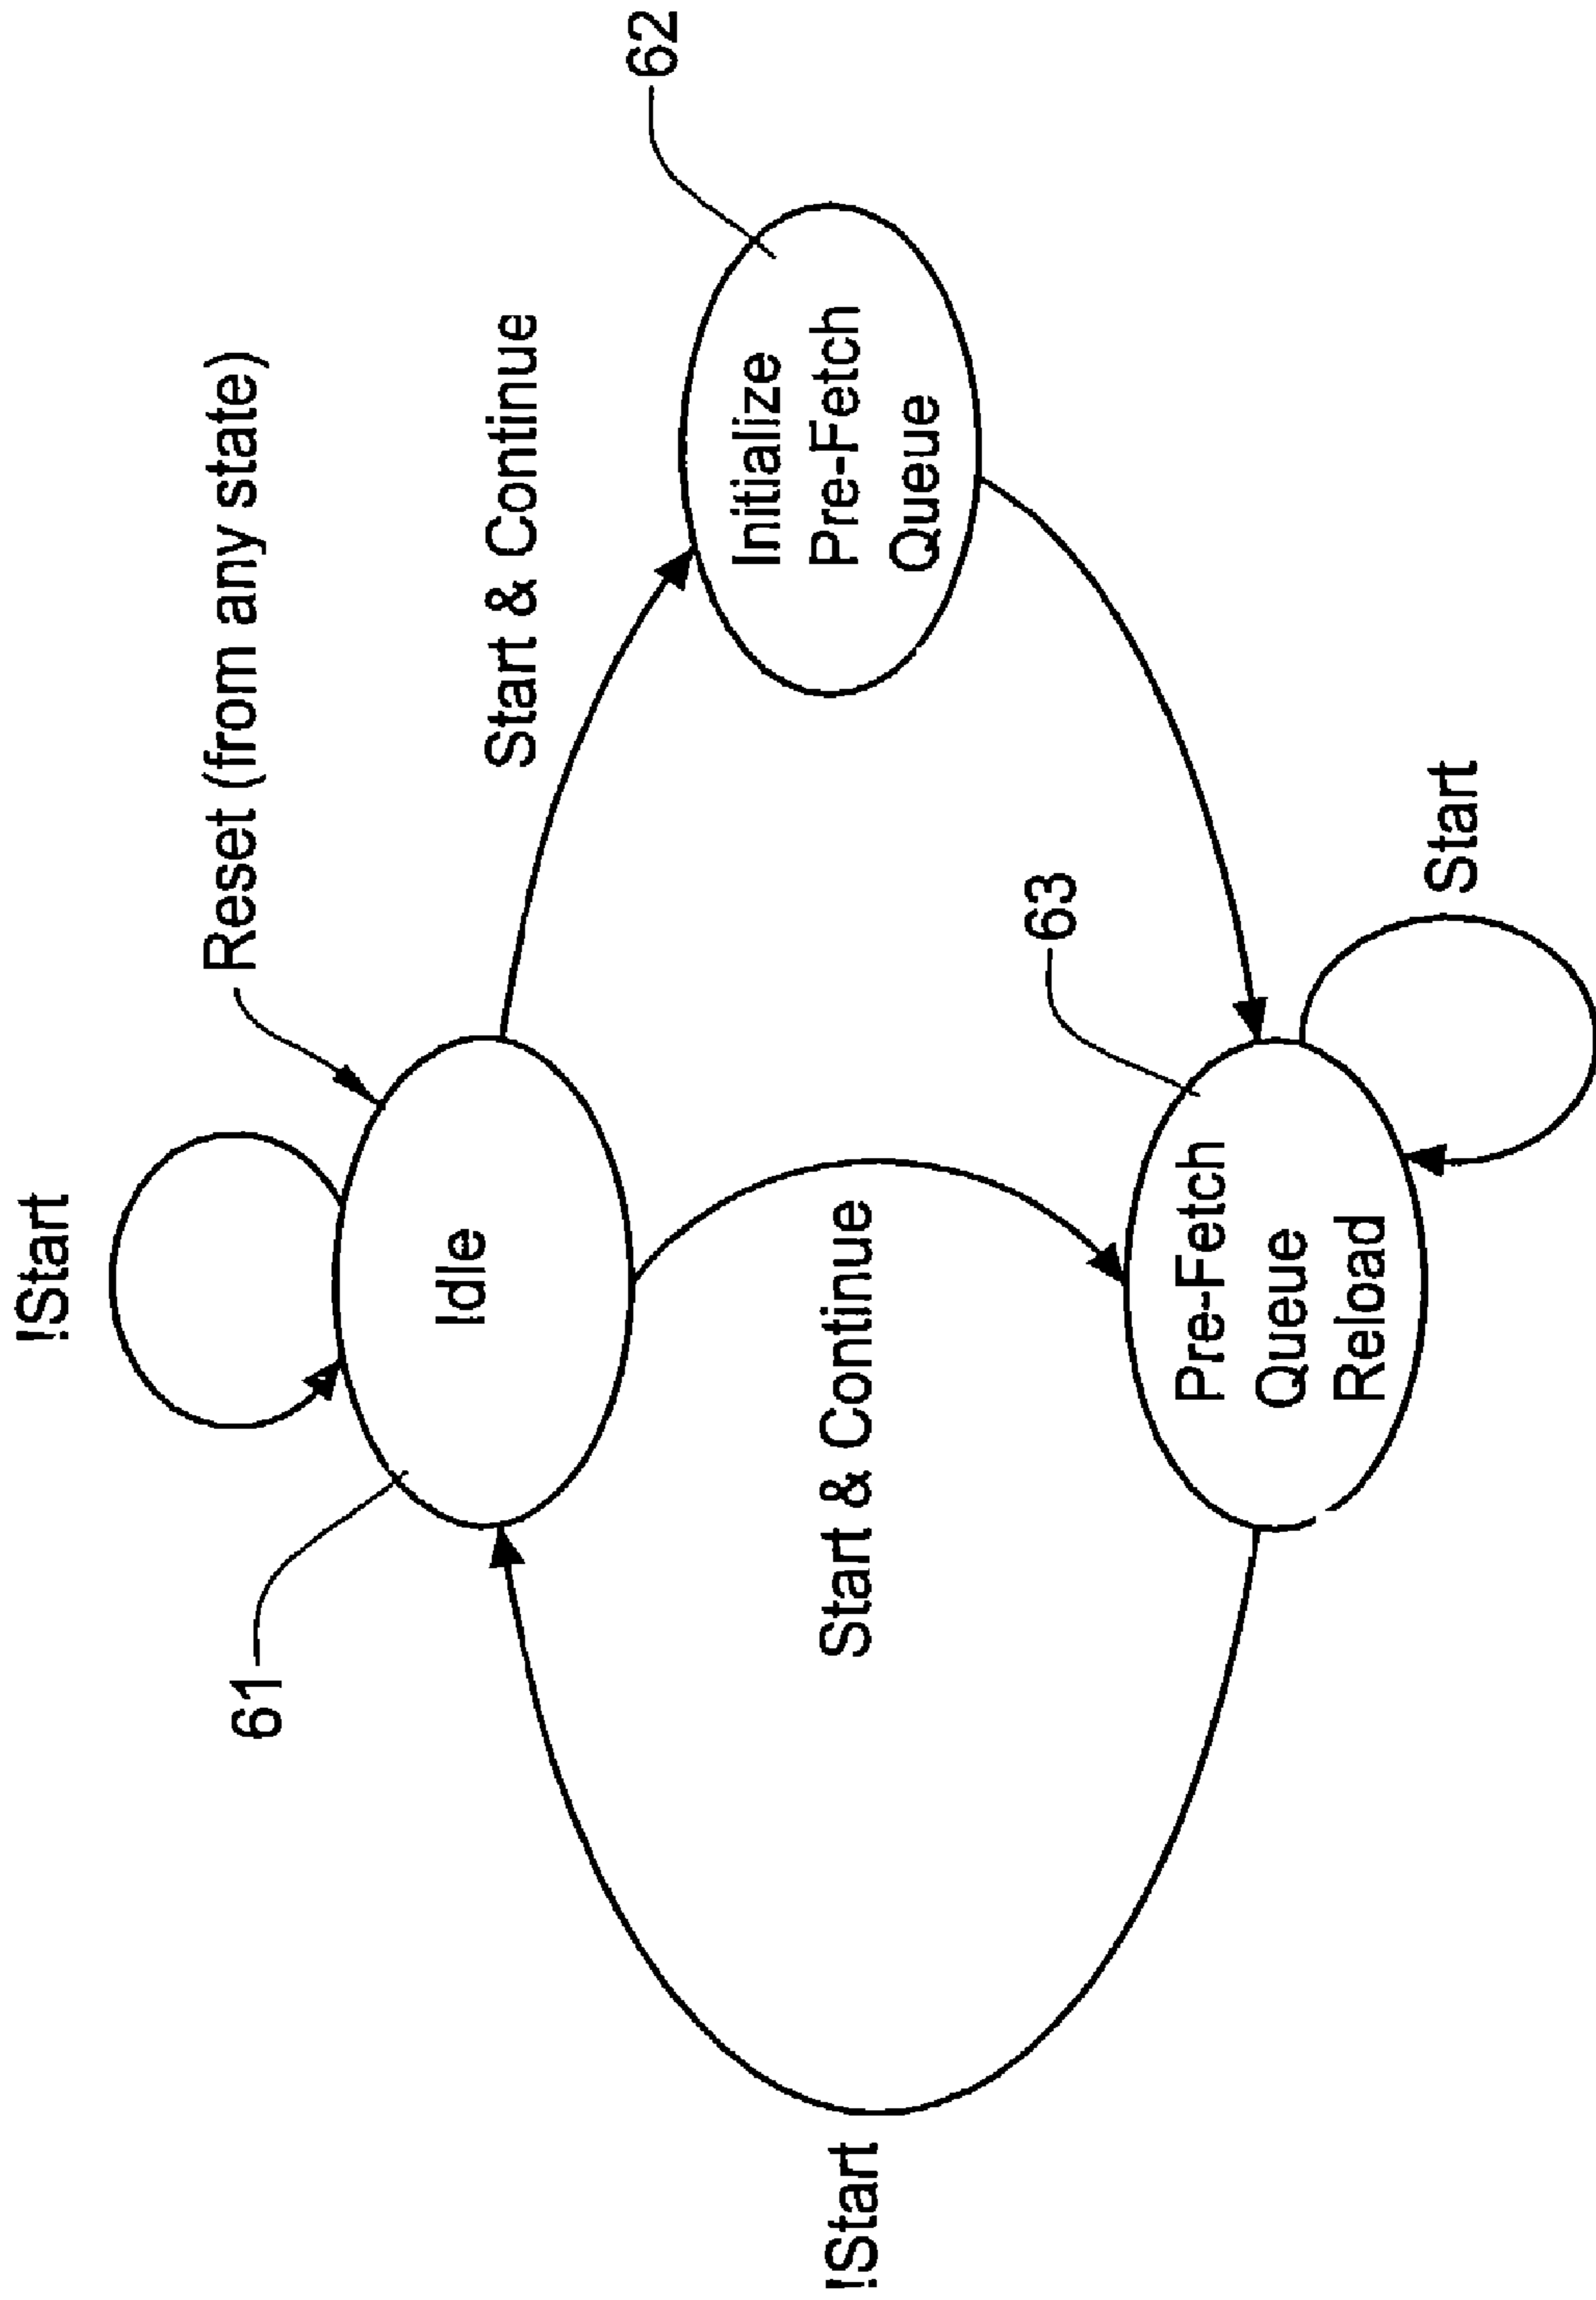 !Start
Reset (from any state)
61
Idle
Start & Continue
62
Initialize
Pre-Fetch
Queue
!Start
Start & Continue
63
Pre-Fetch
Queue
Reload
Start